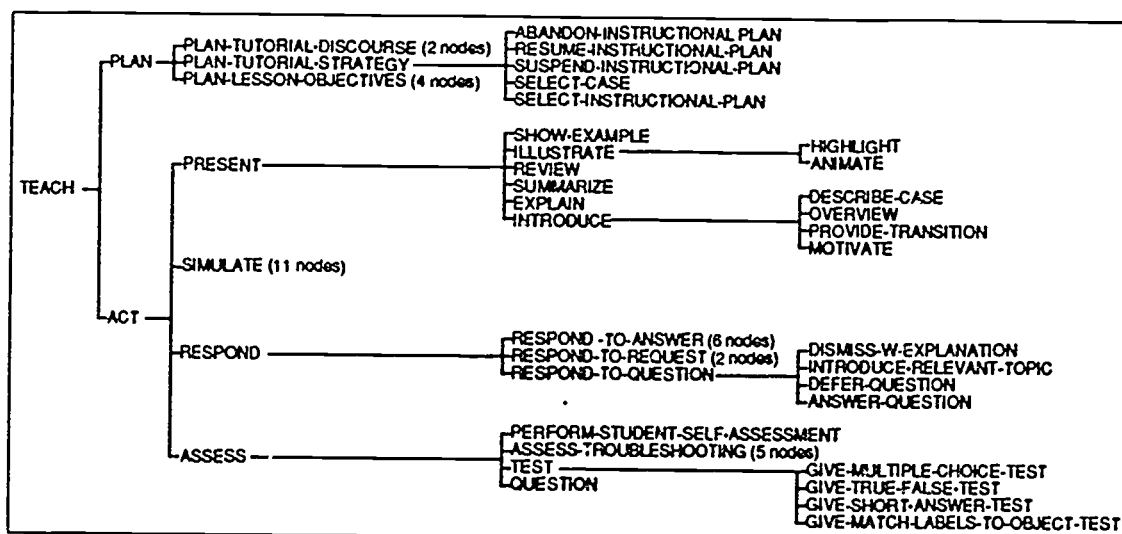 TEACH
PLAN
PLAN-TUTORIAL-DISCOURSE (2 nodes)
PLAN-TUTORIAL-STRATEGY
PLAN-LESSON-OBJECTIVES (4 nodes)
ABANDON-INSTRUCTIONAL PLAN
RESUME-INSTRUCTIONAL-PLAN
SUSPEND-INSTRUCTIONAL-PLAN
SELECT-CASE
SELECT-INSTRUCTIONAL-PLAN
ACT
PRESENT
SHOW-EXAMPLE
ILLUSTRATE
REVIEW
SUMMARIZE
EXPLAIN
INTRODUCE
HIGHLIGHT
ANIMATE
DESCRIBE-CASE
OVERVIEW
PROVIDE-TRANSITION
MOTIVATE
SIMULATE (11 nodes)
RESPOND
RESPOND -TO-ANSWER (6 nodes)
RESPOND-TO-REQUEST (2 nodes)
RESPOND-TO-QUESTION
DISMISS-W-EXPLANATION
INTRODUCE-RELEVANT-TOPIC
DEFER-QUESTION
ANSWER-QUESTION
ASSESS
PERFORM-STUDENT-SELF-ASSESSMENT
ASSESS-TROUBLESHOOTING (5 nodes)
TEST
QUESTION
GIVE-MULTIPLE-CHOICE-TEST
GIVE-TRUE-FALSE-TEST
GIVE-SHORT-ANSWER-TEST
GIVE-MATCH-LABELS-TO-OBJECT-TEST